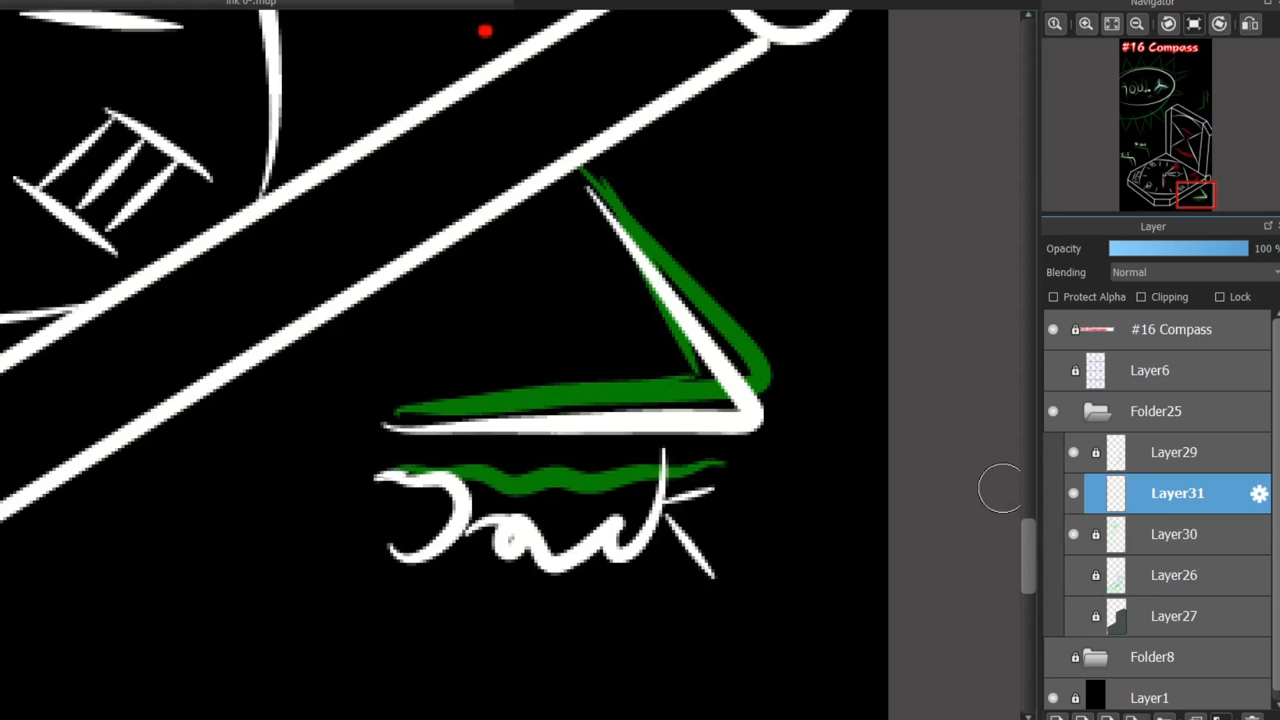 Navigator
#16 Compass
Layer
Opacity 100 %
Blending Normal
Protect Alpha Clipping Lock
#16 Compass
Layer6
Folder25
Layer29
Layer31
Layer30
Layer26
Layer27
Folder8
Layer1
Jack